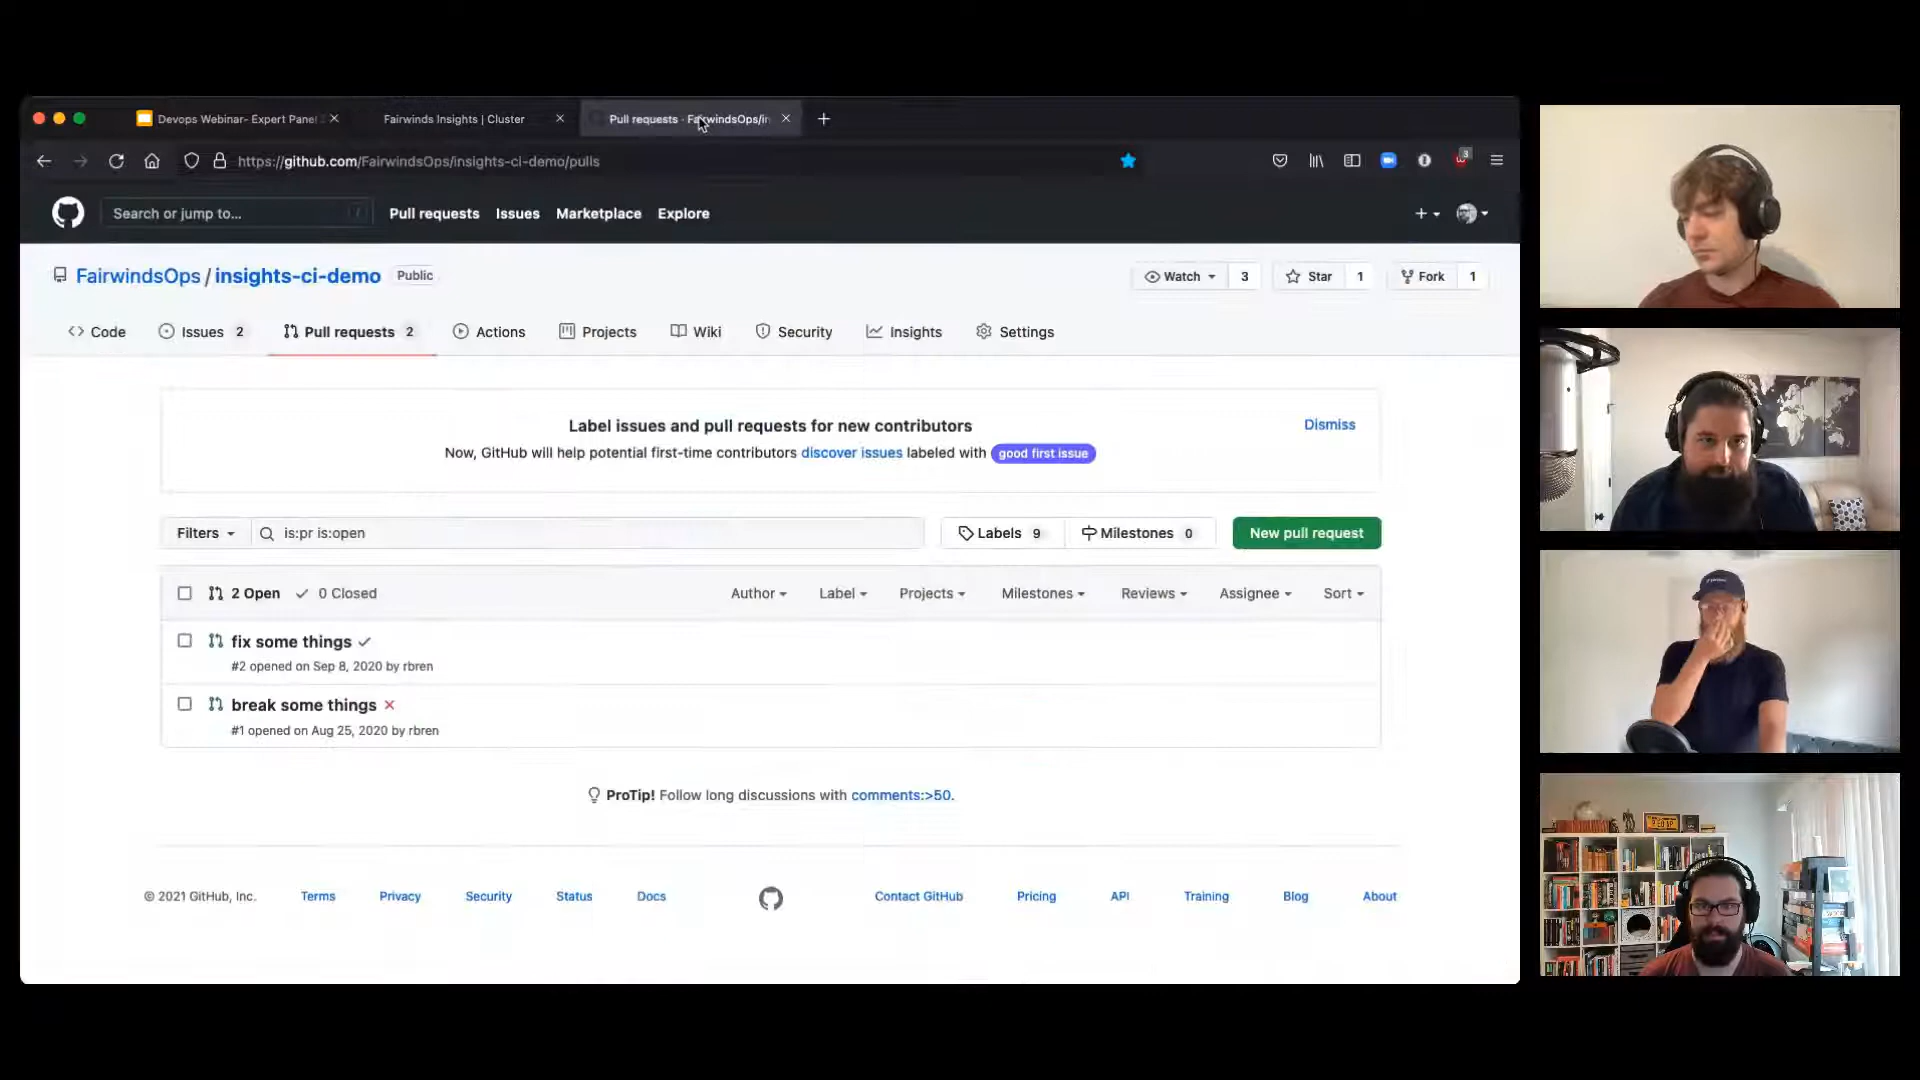 Devops Webinar- Expert Panel
Fairwinds Insights | Cluster
Pull requests · FairwindsOps/in
https://github.com/FairwindsOps/insights-ci-demo/pulls
3
Search or jump to... /
Pull requests Issues Marketplace Explore
FairwindsOps / insights-ci-demo Public
Watch 3 Star 1 Fork 1
Code Issues 2 Pull requests 2 Actions Projects Wiki Security Insights Settings
Label issues and pull requests for new contributors
Dismiss
Now, GitHub will help potential first-time contributors discover issues labeled with good first issue
Filters is:pr is:open Labels 9 Milestones 0 New pull request
2 Open 0 Closed Author Label Projects Milestones Reviews Assignee Sort
fix some things
#2 opened on Sep 8, 2020 by rbren
break some things
#1 opened on Aug 25, 2020 by rbren
ProTip! Follow long discussions with comments:>50.
© 2021 GitHub, Inc. Terms Privacy Security Status Docs Contact GitHub Pricing API Training Blog About